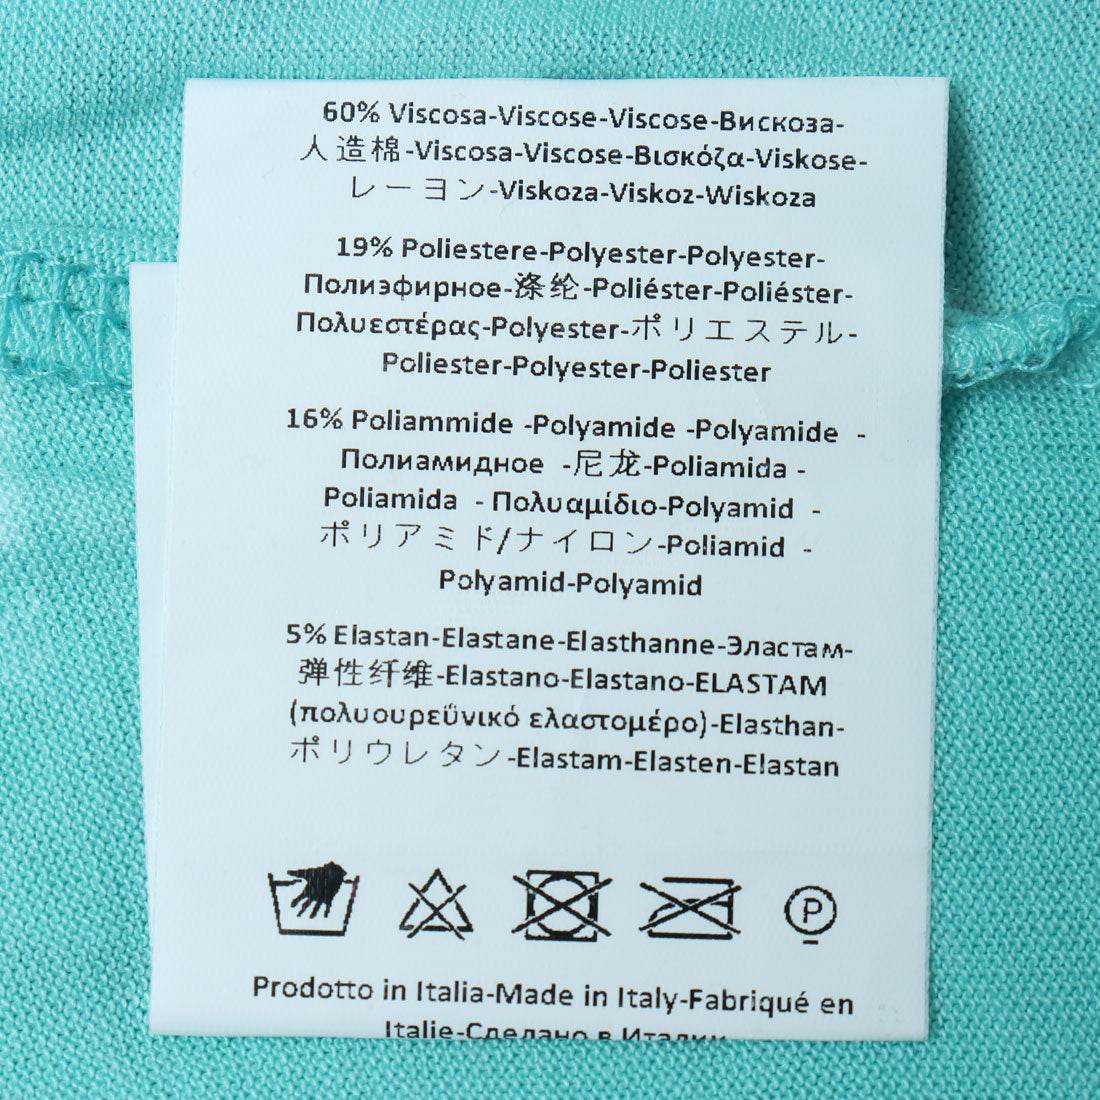 60% Viscosa-Viscose-Viscose-Вискоза-
人造棉-Viscosa-Viscose-Βισκόζα-Viskose-
レーヨン-Viskoza-Viskoz-Wiskoza
19% Poliestere-Polyester-Polyester-
Полиэфирное-涤纶-Poliéster-Poliéster-
Πολυεστέρας-Polyester-ポリエステル-
Poliester-Polyester-Poliester
16% Poliammide -Polyamide -Polyamide -
Полиамидное -尼龙-Poliamida -
Poliamida - Πολυαμίδιο-Polyamid -
ポリアミド/ナイロン-Poliamid -
Polyamid-Polyamid
5% Elastan-Elastane-Elasthanne-Эластам-
弹性纤维-Elastano-Elastano-ELASTAM
(πολυουρεϋνικό ελαστομέρο)-Elasthan-
ポリウレタン-Elastam-Elasten-Elastan
P
Prodotto in Italia-Made in Italy-Fabriqué en
Italie-Сделано в Италии